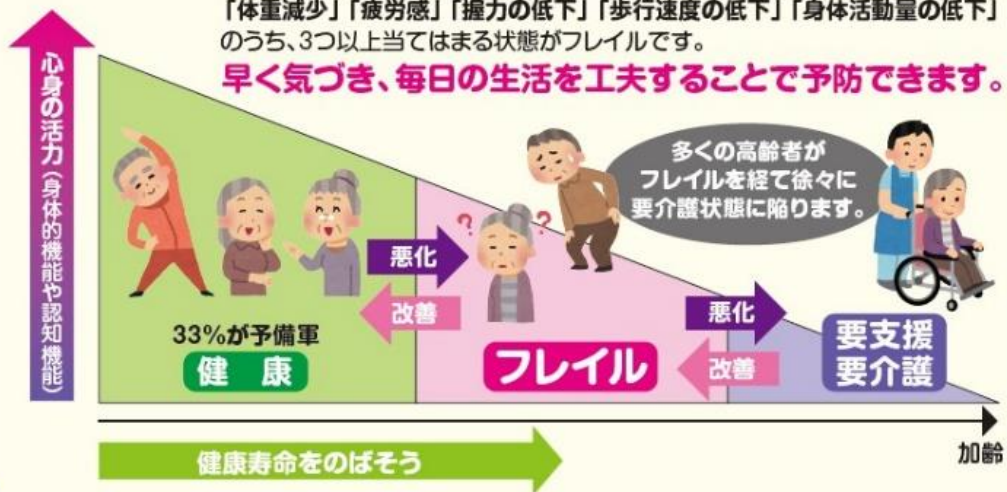 「体重減少」「疲労感」「握力の低下」「歩行速度の低下」「身体活動量の低下」
のうち、3つ以上当てはまる状態がフレイルです。
早く気づき、毎日の生活を工夫することで予防できます。
心身の活力(身体的機能や認知機能)
多くの高齢者が
フレイルを経て徐々に
要介護状態に陥ります。
?
?
悪化
改善
悪化
改善
33%が予備軍
健 康
フレイル
要支援
要介護
加齢
健康寿命をのばそう